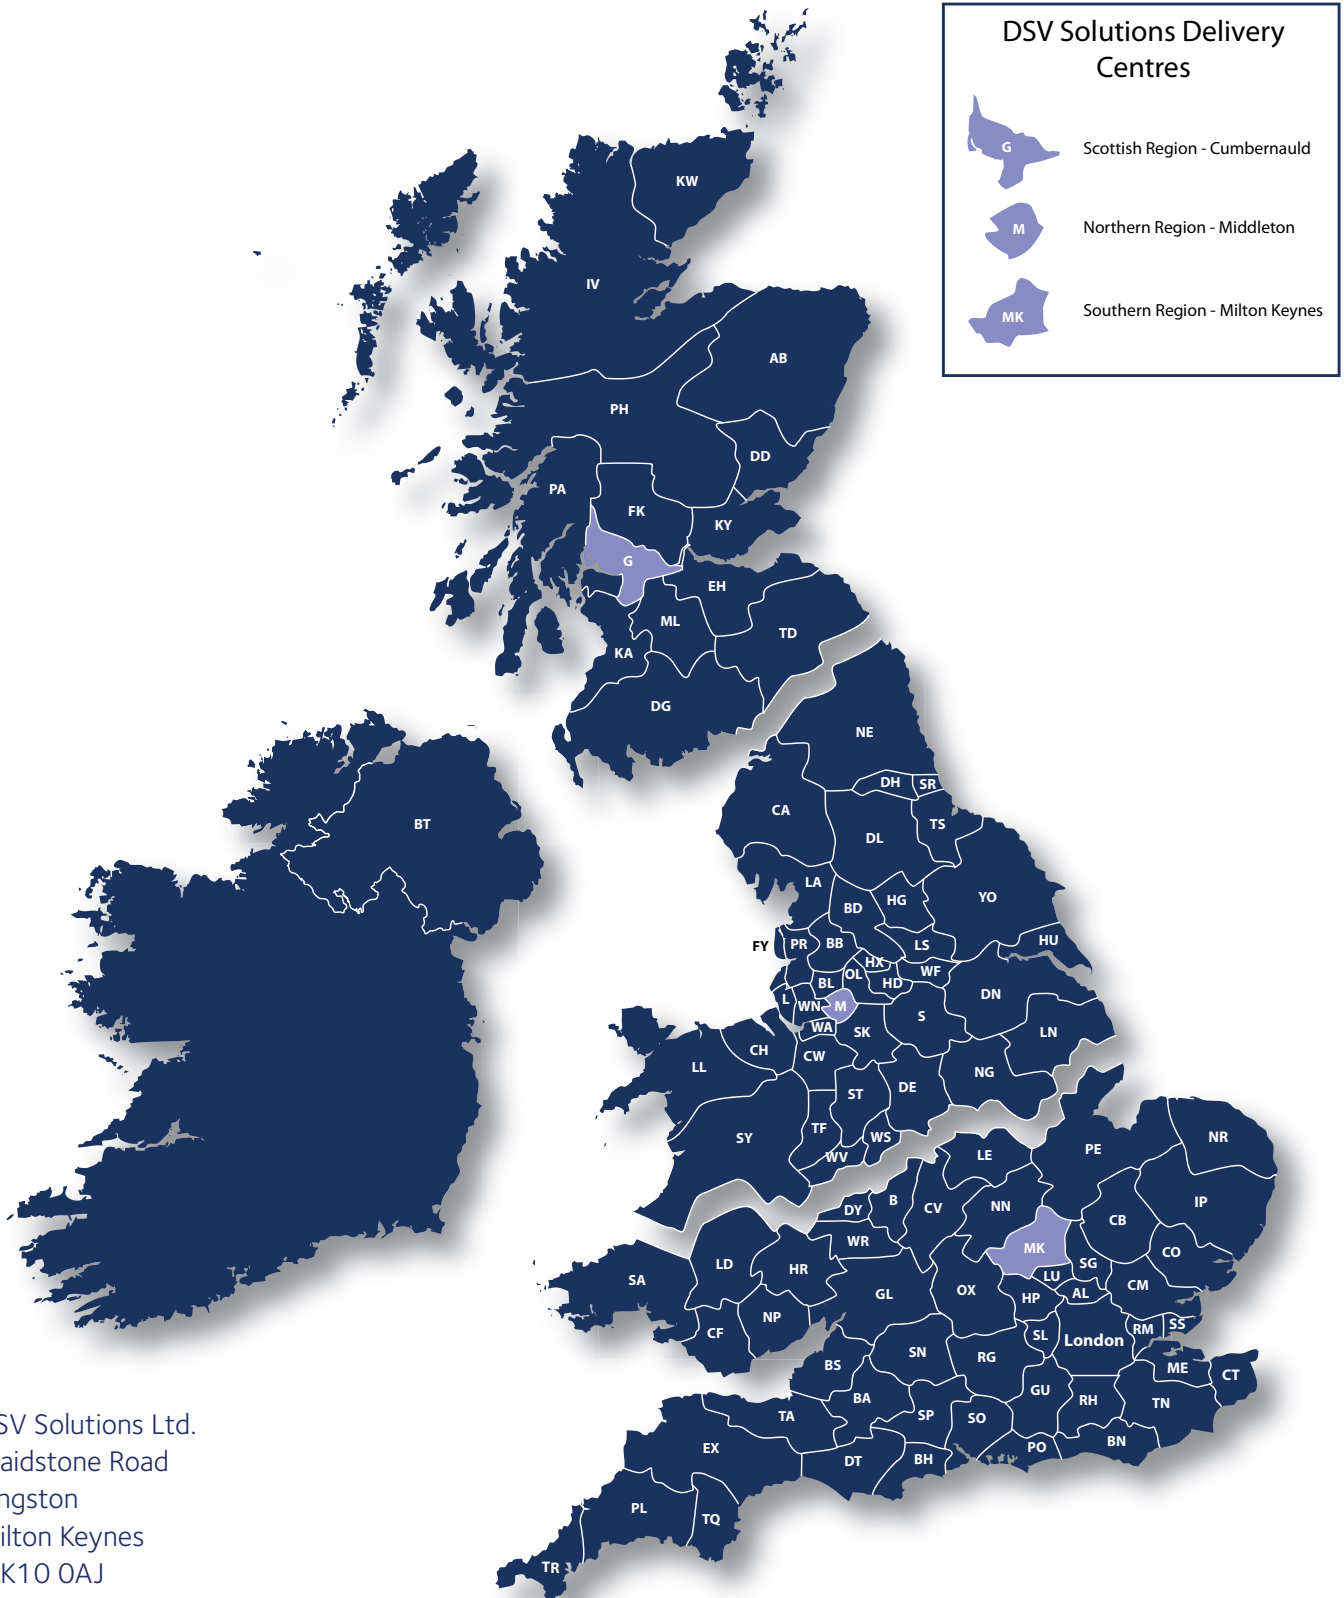 DSV Solutions Delivery
Centres
G
Scottish Region - Cumbernauld
M
Northern Region - Middleton
MK
Southern Region - Milton Keynes
KW
IV
AB
PH
DD
PA
FK
KY
G
EH
ML
TD
KA
DG
NE
DH
SR
CA
TS
DL
BT
LA
HG
YO
BD
FY
PR
BB
LS
HU
HX
OL
WF
BL
HD
DN
L
WN
M
S
WA
SK
LN
CH
CW
LL
NG
ST
DE
TF
WS
SY
WV
LE
PE
NR
B
DY
CV
NN
IP
CB
WR
MK
CO
SG
LD
HR
SA
LU
CM
OX
AL
GL
HP
NP
CF
SL
London
RM
SS
SN
RG
BS
ME
CT
GU
BA
RH
TN
TA
SP
SO
EX
PO
BN
DT
BH
PL
TQ
TR
SV Solutions Ltd.
aidstone Road
ngston
ilton Keynes
K10 0AJ